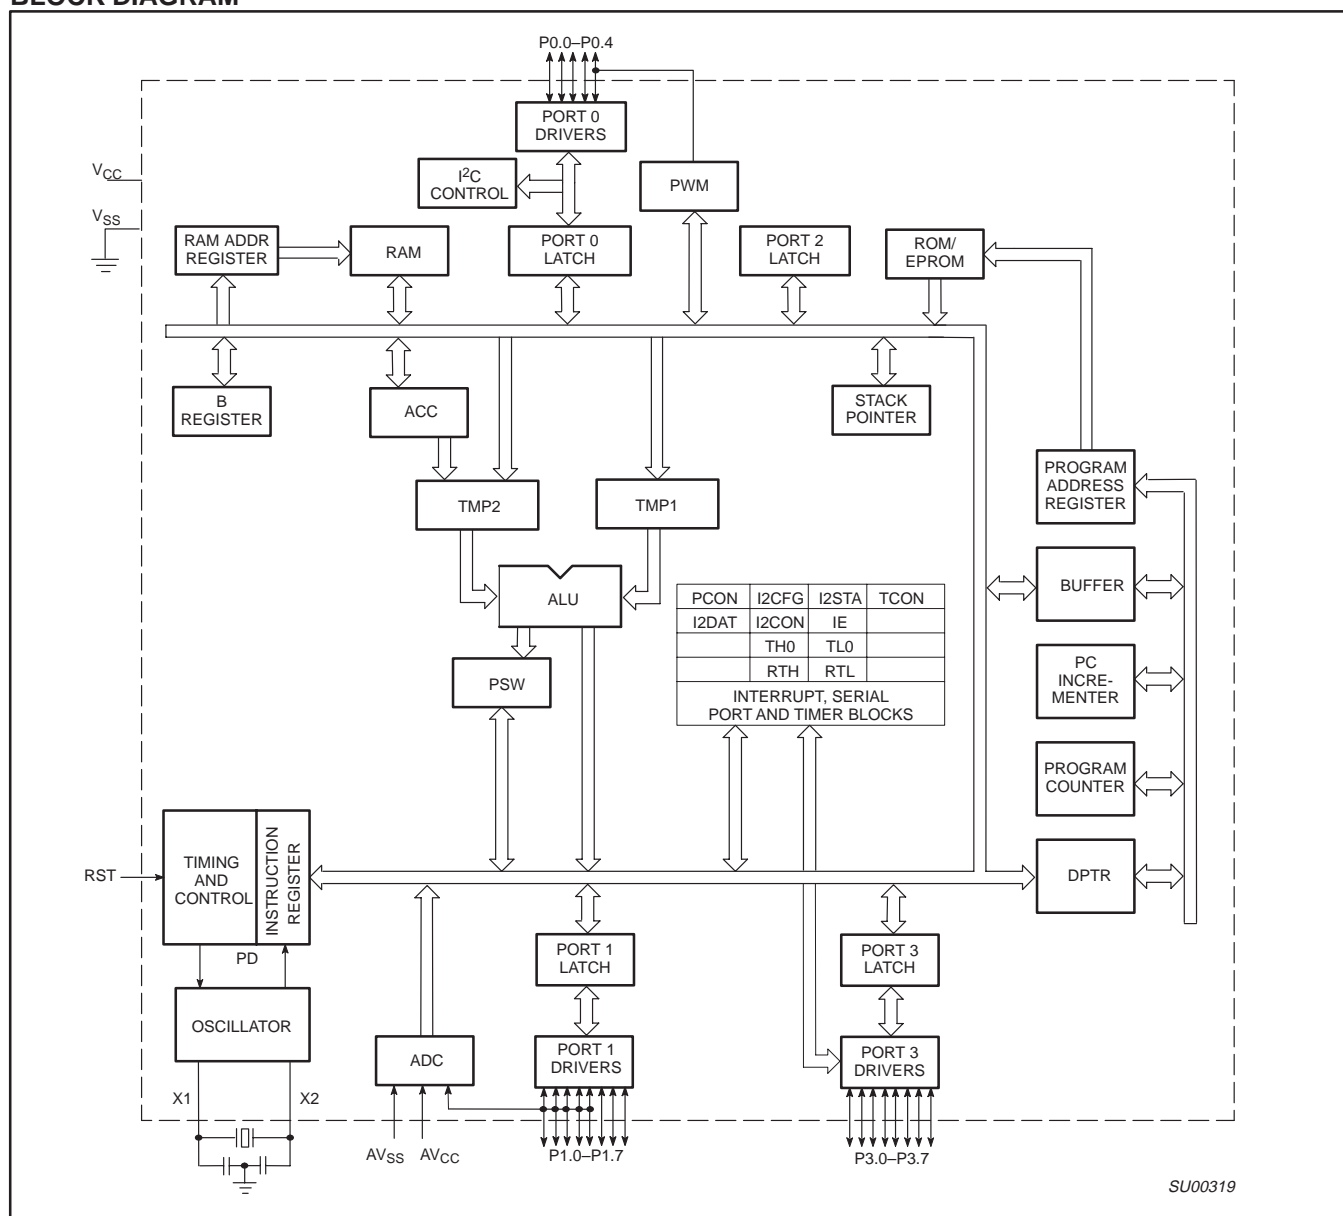 BLOCK DIAGRAM
P0.0–P0.4
PORT 0
DRIVERS
VCC
I2C
CONTROL
PWM
VSS
RAM ADDR
REGISTER
RAM
PORT 0
LATCH
PORT 2
LATCH
ROM/
EPROM
B
REGISTER
ACC
STACK
POINTER
TMP2
TMP1
PROGRAM
ADDRESS
REGISTER
ALU
BUFFER
PCON I2CFG I2STA TCON
I2DAT I2CON IE
TH0 TL0
RTH RTL
INTERRUPT, SERIAL
PORT AND TIMER BLOCKS
PSW
PC
INCRE-
MENTER
PROGRAM
COUNTER
RST
TIMING
AND
CONTROL
INSTRUCTION
REGISTER
DPTR
PD
PORT 1
LATCH
PORT 3
LATCH
OSCILLATOR
ADC
PORT 1
DRIVERS
PORT 3
DRIVERS
X1
X2
AVSS
AVCC
P1.0–P1.7
P3.0–P3.7
SU00319